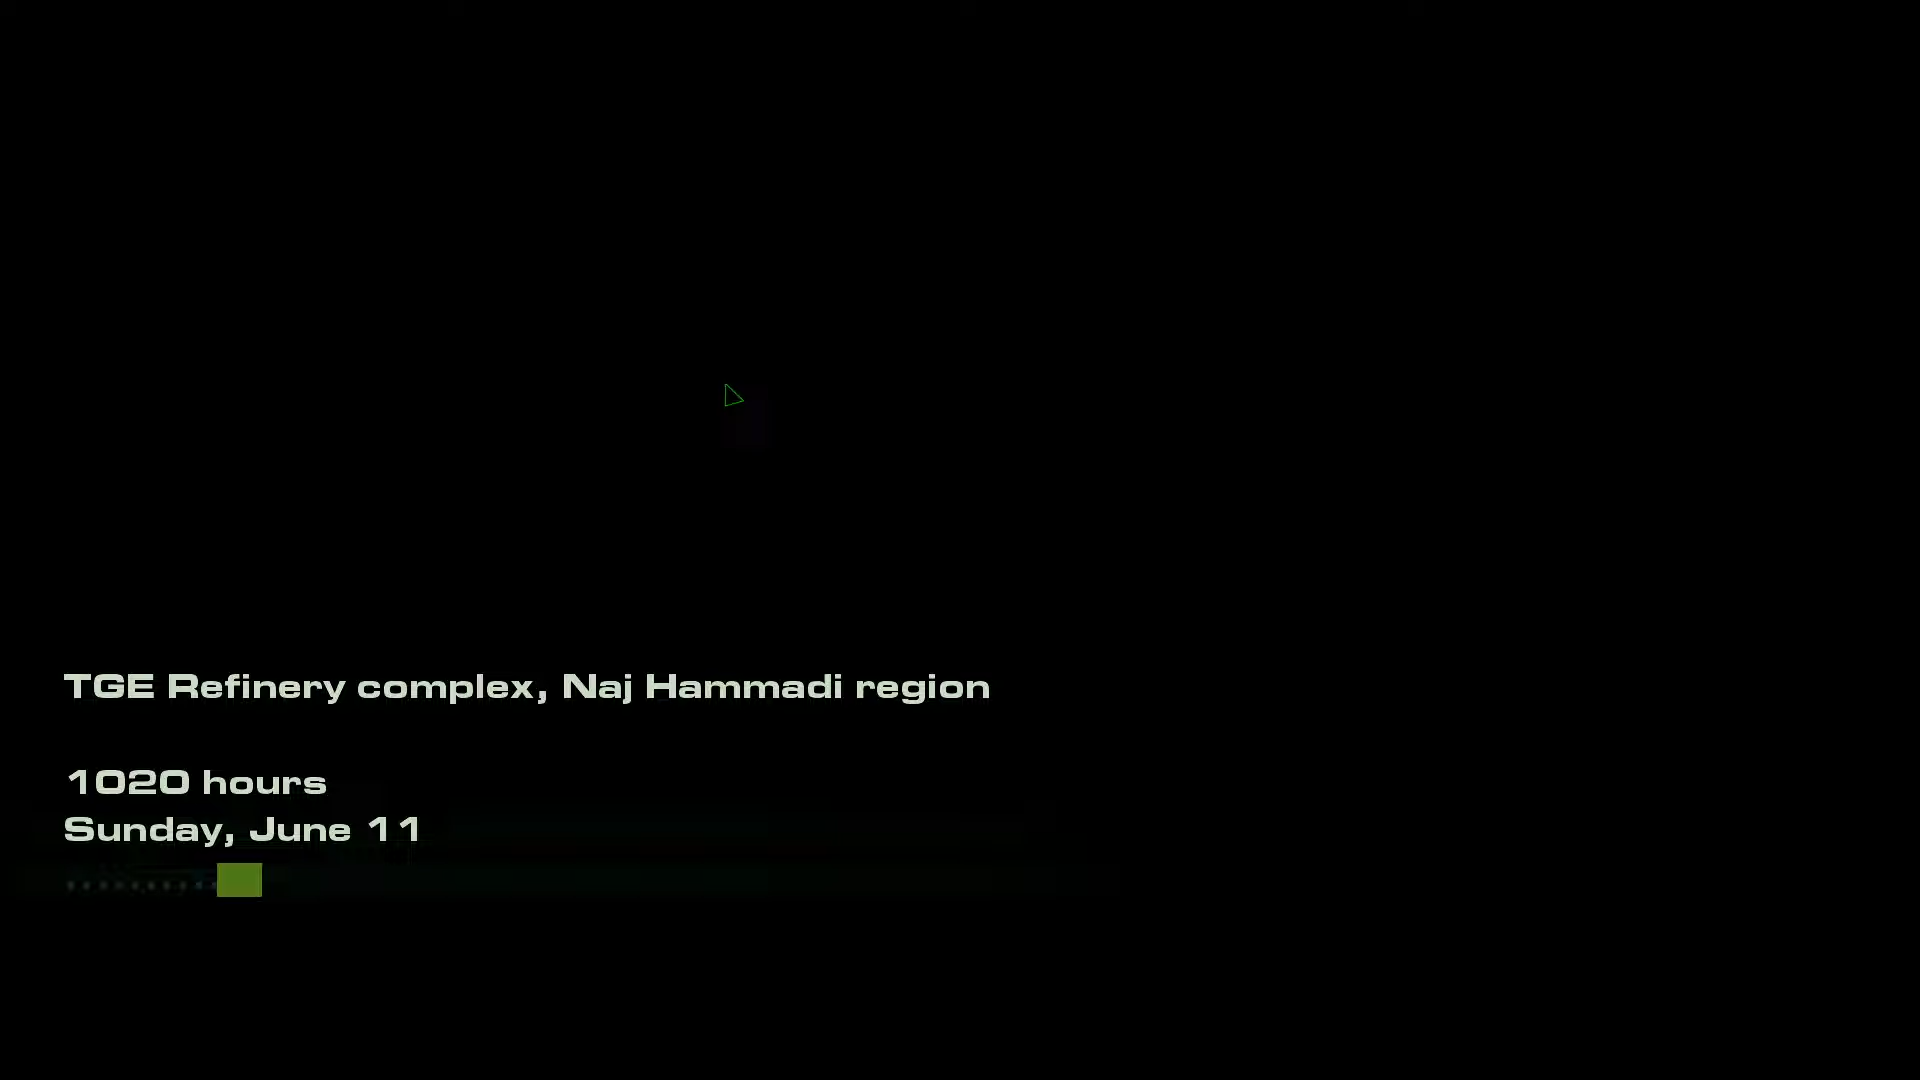 TGE Refinery complex, Naj Hammadi region
1020 hours
Sunday, June 11